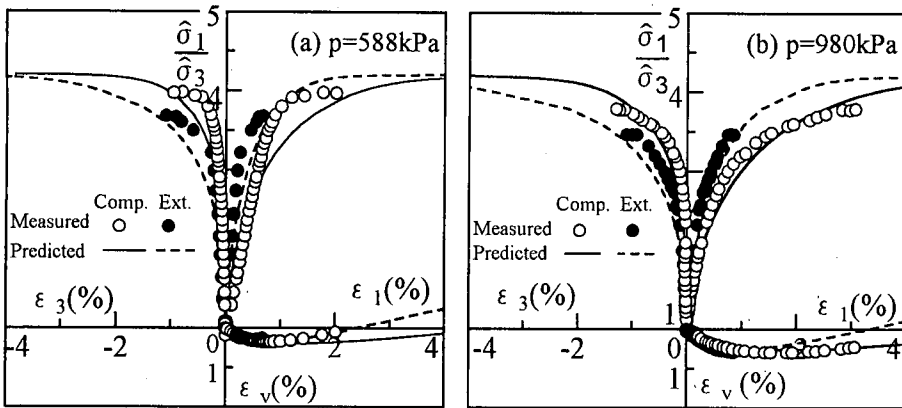 5
σ̂1
σ̂3
(a) p=588kPa
4
Comp. Ext.
Measured
Predicted
ε3(%)
ε1(%)
-4 -2 0 2 4
1
εv(%)
5
σ̂1
σ̂3
(b) p=980kPa
4
Comp. Ext.
Measured
Predicted
ε3(%)
1
ε1(%)
-4 -2 0 2 4
1
εv(%)